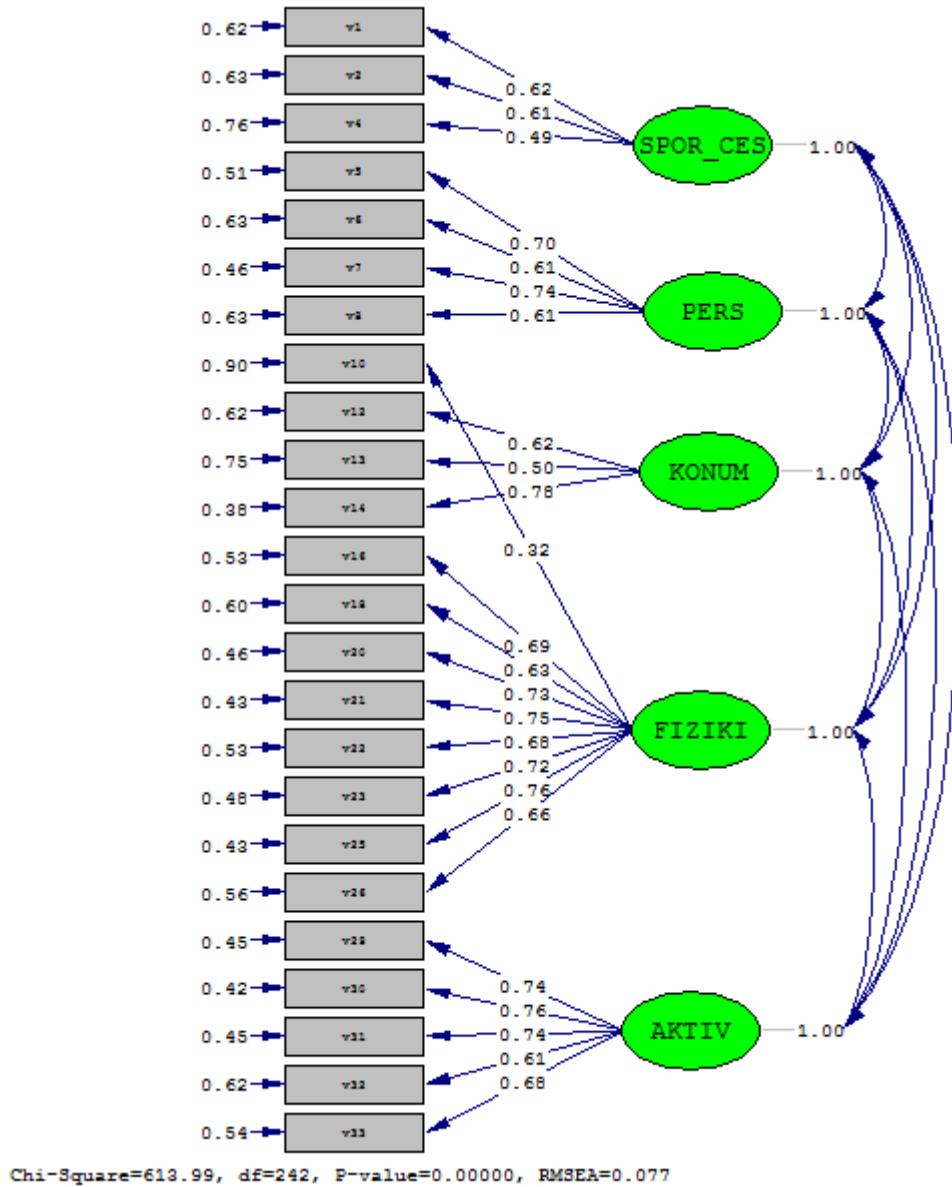 0.62 v1
0.62
0.63 v2
0.61
0.76 v4
0.49
SPOR_CES 1.00
0.51 v5
0.63 v6
0.70
0.61
0.46 v7
0.74
0.63 v8
0.61
PERS 1.00
0.90 v10
0.62 v12
0.62
0.75 v13
0.50
KONUM 1.00
0.38 v14
0.78
0.53 v16
0.32
0.60 v18
0.46 v20
0.69
0.63
0.73
0.43 v21
0.75
0.53 v22
0.68
FIZIKI 1.00
0.72
0.48 v23
0.76
0.66
0.43 v25
0.56 v26
0.45 v28
0.42 v30
0.74
0.76
0.45 v31
0.74
AKTIV 1.00
0.61
0.62 v32
0.68
0.54 v33
Chi-Square=613.99, df=242, P-value=0.00000, RMSEA=0.077